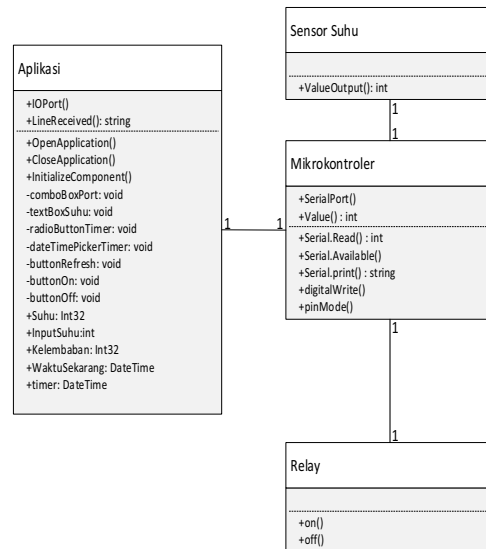 Aplikasi
+IOPort()
+LineReceived(): string
+OpenApplication()
+CloseApplication()
+InitializeComponent()
-comboBoxPort: void
-textBoxSuhu: void
-radioButtonTimer: void
-dateTimePickerTimer: void
-buttonRefresh: void
-buttonOn: void
-buttonOff: void
+Suhu: Int32
+InputSuhu:int
+Kelembaban: Int32
+WaktuSekarang: DateTime
+timer: DateTime
1
1
Sensor Suhu
+ValueOutput(): int
1
1
Mikrokontroler
+SerialPort()
+Value() : int
+Serial.Read() : int
+Serial.Available()
+Serial.print() : string
+digitalWrite()
+pinMode()
1
1
Relay
+on()
+off()